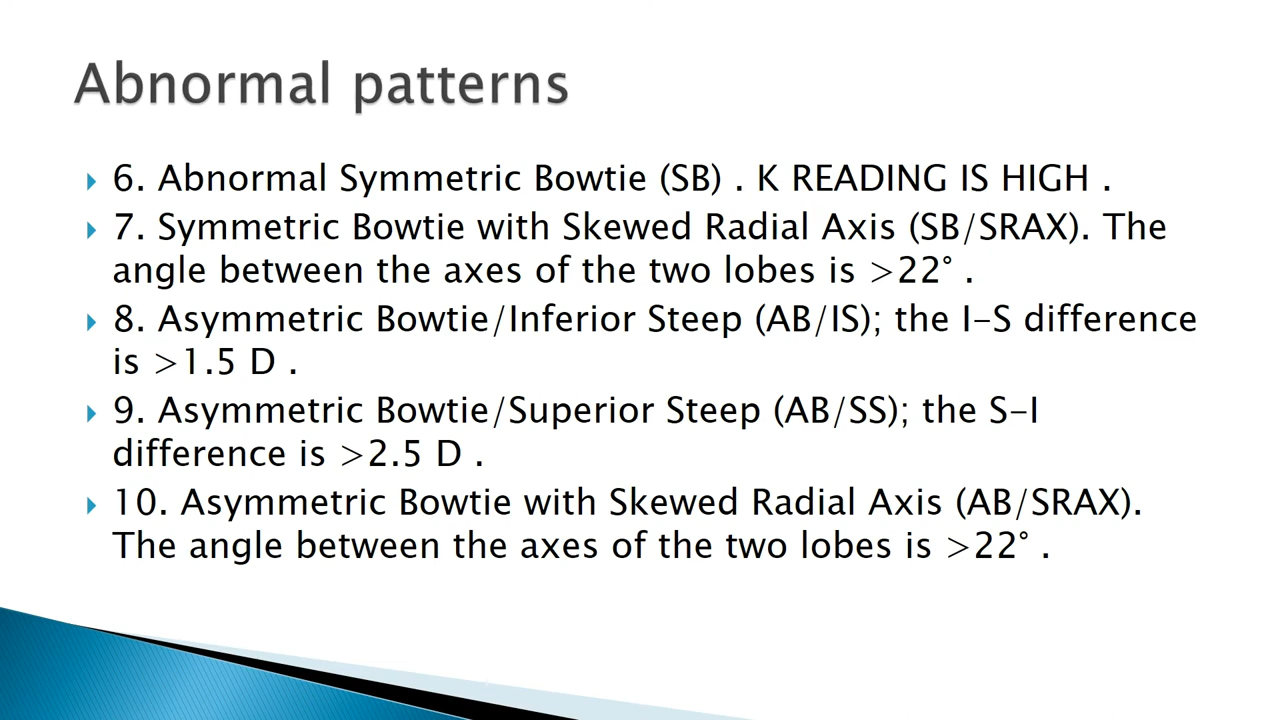 Abnormal patterns
6. Abnormal Symmetric Bowtie (SB) . K READING IS HIGH .
7. Symmetric Bowtie with Skewed Radial Axis (SB/SRAX). The
angle between the axes of the two lobes is >22° .
8. Asymmetric Bowtie/Inferior Steep (AB/IS); the I-S difference
is >1.5 D .
9. Asymmetric Bowtie/Superior Steep (AB/SS); the S-I
difference is >2.5 D .
10. Asymmetric Bowtie with Skewed Radial Axis (AB/SRAX).
The angle between the axes of the two lobes is >22° .